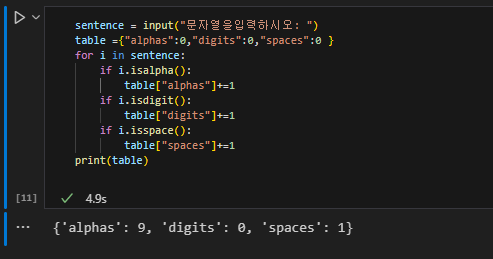 sentence = input("문자열을입력하시오: ")
table ={"alphas":0,"digits":0,"spaces":0 }
for i in sentence:
    if i.isalpha():
        table["alphas"]+=1
    if i.isdigit():
        table["digits"]+=1
    if i.isspace():
        table["spaces"]+=1
print(table)
[11]
4.9s
{'alphas': 9, 'digits': 0, 'spaces': 1}